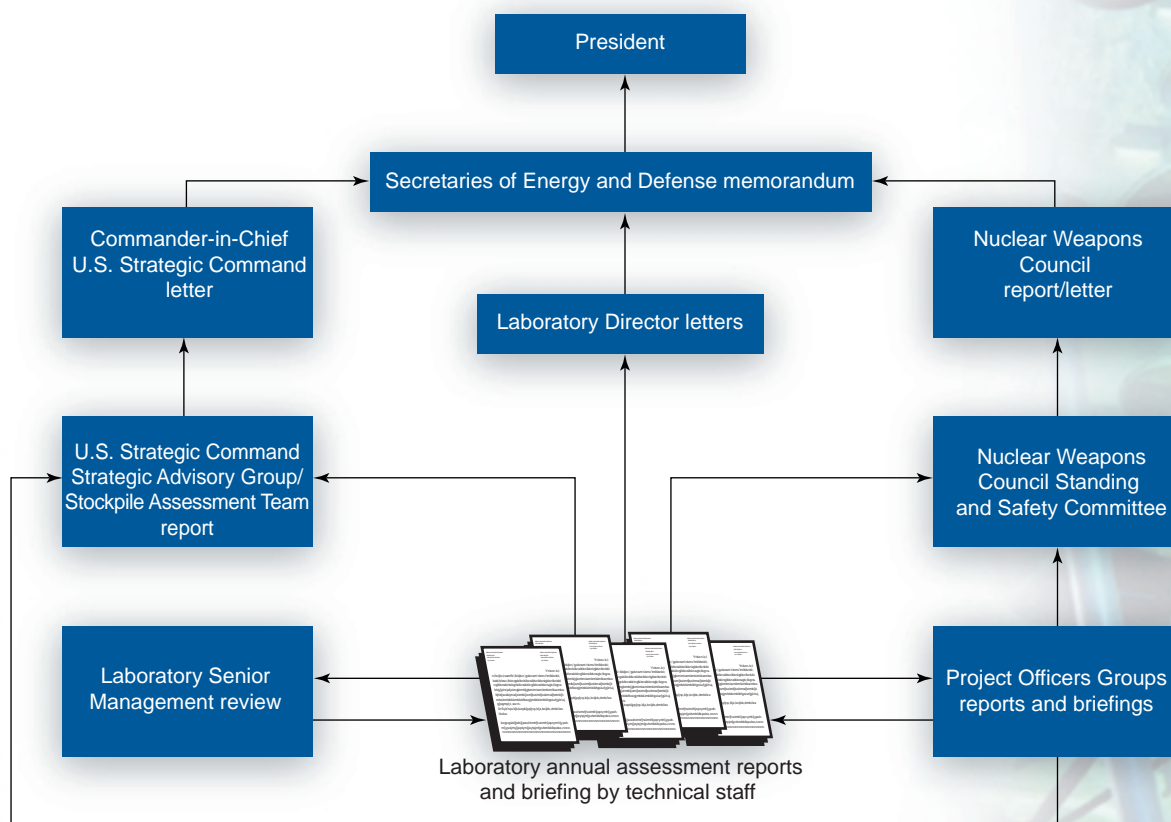 President
Secretaries of Energy and Defense memorandum
Commander-in-Chief
U.S. Strategic Command
letter
Laboratory Director letters
Nuclear Weapons
Council
report/letter
U.S. Strategic Command
Strategic Advisory Group/
Stockpile Assessment Team
report
Nuclear Weapons
Council Standing
and Safety Committee
Laboratory Senior
Management review
Project Officers Groups
reports and briefings
Laboratory annual assessment reports
and briefing by technical staff